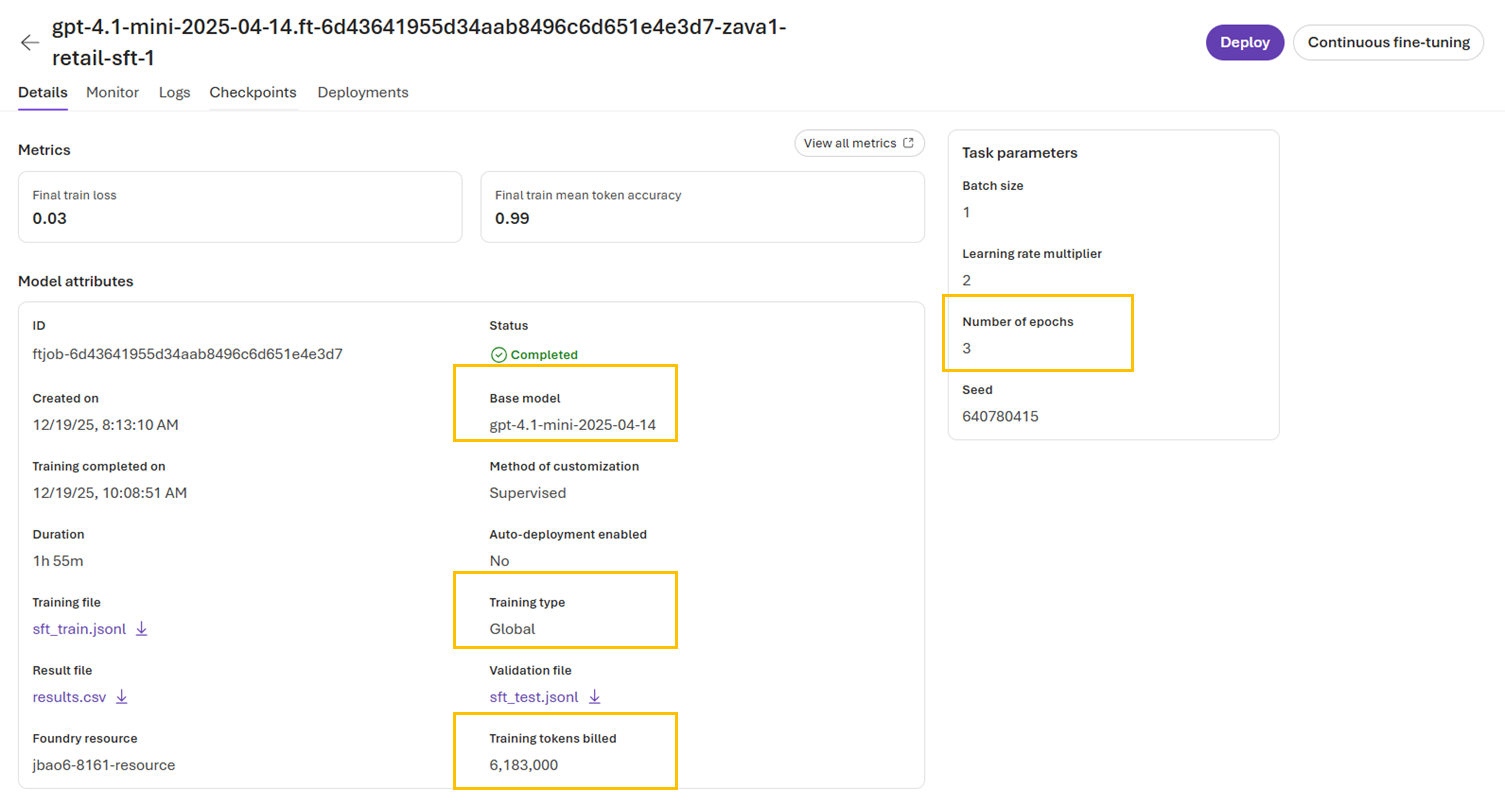 gpt-4.1-mini-2025-04-14.ft-6d43641955d34aab8496c6d651e4e3d7-zava1-
retail-sft-1
Deploy
Continuous fine-tuning
Details
Monitor
Logs
Checkpoints
Deployments
Metrics
View all metrics
Final train loss
0.03
Final train mean token accuracy
0.99
Model attributes
ID
ftjob-6d43641955d34aab8496c6d651e4e3d7
Status
Completed
Created on
12/19/25, 8:13:10 AM
Base model
gpt-4.1-mini-2025-04-14
Training completed on
12/19/25, 10:08:51 AM
Method of customization
Supervised
Duration
1h 55m
Auto-deployment enabled
No
Training file
sft_train.jsonl
Training type
Global
Result file
results.csv
Validation file
sft_test.jsonl
Foundry resource
jbao6-8161-resource
Training tokens billed
6,183,000
Task parameters
Batch size
1
Learning rate multiplier
2
Number of epochs
3
Seed
640780415